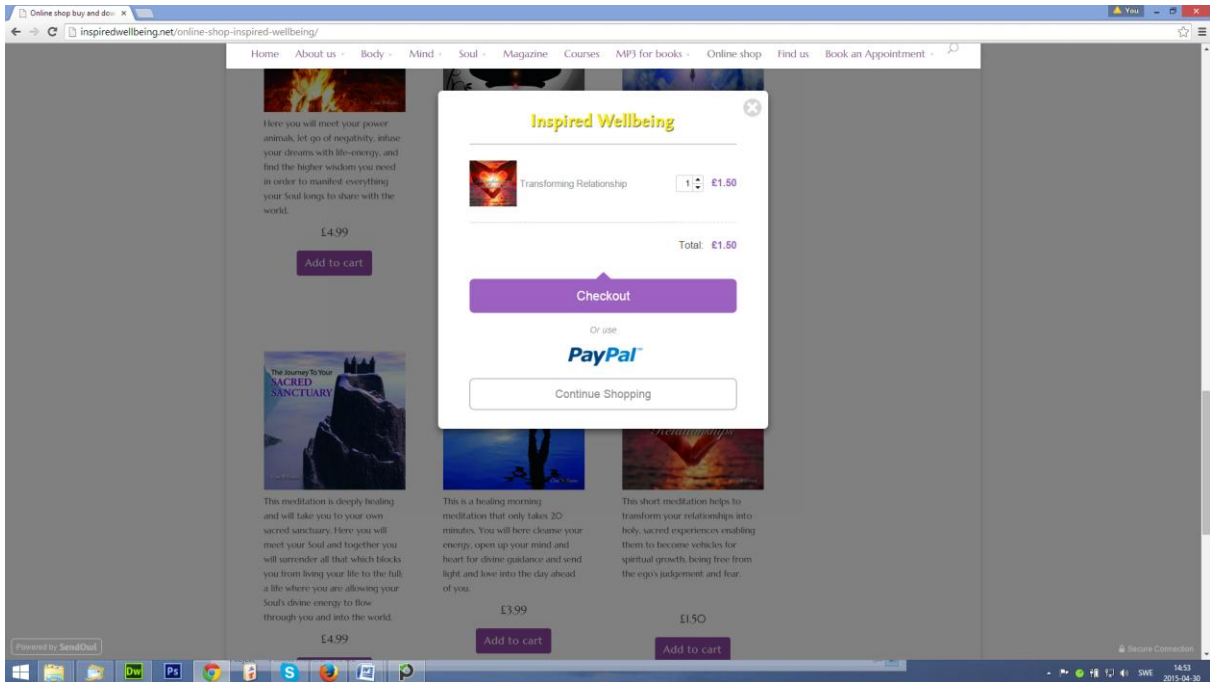 Online shop buy and dov
You
inspiredwellbeing.net/online-shop-inspired-wellbeing/
Home About us Body Mind Soul Magazine Courses MP3 for books Online shop Find us Book an Appointment
Here you will meet your power
animals, let go of negativity, infuse
your dreams with life-energy, and
find the higher wisdom you need
in order to manifest everything
your Soul longs to share with the
world.
£4.99
Add to cart
Inspired Wellbeing
Transforming Relationship 1 £1.50
Total: £1.50
Checkout
Or use
PayPal™
Continue Shopping
The Journey To Your
SACRED
SANCTUARY
Relationships
This meditation is deeply healing
and will take you to your own
sacred sanctuary. Here you will
meet your Soul and together you
will surrender all that which blocks
you from living your life to the full;
a life where you are allowing your
Soul's divine energy to flow
through you and into the world.
£4.99
This is a healing morning
meditation that only takes 20
minutes. You will here cleanse your
energy, open up your mind and
heart for divine guidance and send
light and love into the day ahead
of you.
£3.99
Add to cart
This short meditation helps to
transform your relationships into
holy, sacred experiences enabling
them to become vehicles for
spiritual growth, being free from
the ego's judgement and fear.
£1.50
Add to cart
Powered by SendOwl
Secure Connection
Dw
Ps
SWE
14:53
2015-04-30